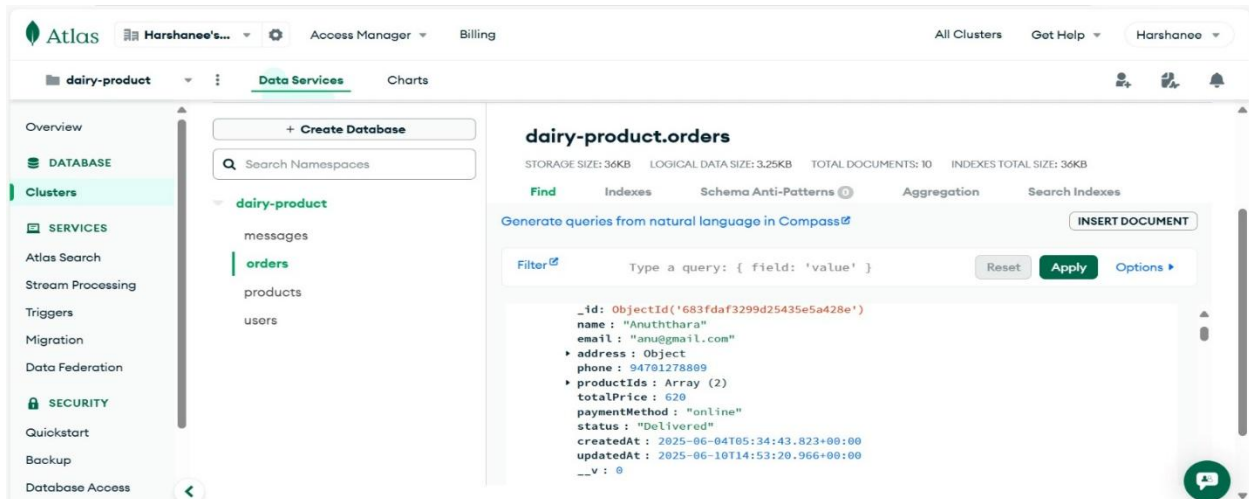 Atlas Harshanee's... Access Manager Billing All Clusters Get Help Harshanee
dairy-product Data Services Charts
Overview
DATABASE
Clusters
SERVICES
Atlas Search
Stream Processing
Triggers
Migration
Data Federation
SECURITY
Quickstart
Backup
Database Access
+ Create Database
Search Namespaces
dairy-product
messages
orders
products
users
dairy-product.orders
STORAGE SIZE: 36KB LOGICAL DATA SIZE: 3.25KB TOTAL DOCUMENTS: 10 INDEXES TOTAL SIZE: 36KB
Find Indexes Schema Anti-Patterns 0 Aggregation Search Indexes
Generate queries from natural language in Compass INSERT DOCUMENT
Filter Type a query: { field: 'value' } Reset Apply Options
_id: ObjectId('683fdaf3299d25435e5a428e')
name : "Anuththara"
email : "anu@gmail.com"
address : Object
phone : 94701278809
productIds : Array (2)
totalPrice : 620
paymentMethod : "online"
status : "Delivered"
createdAt : 2025-06-04T05:34:43.823+00:00
updatedAt : 2025-06-10T14:53:20.966+00:00
__v : 0